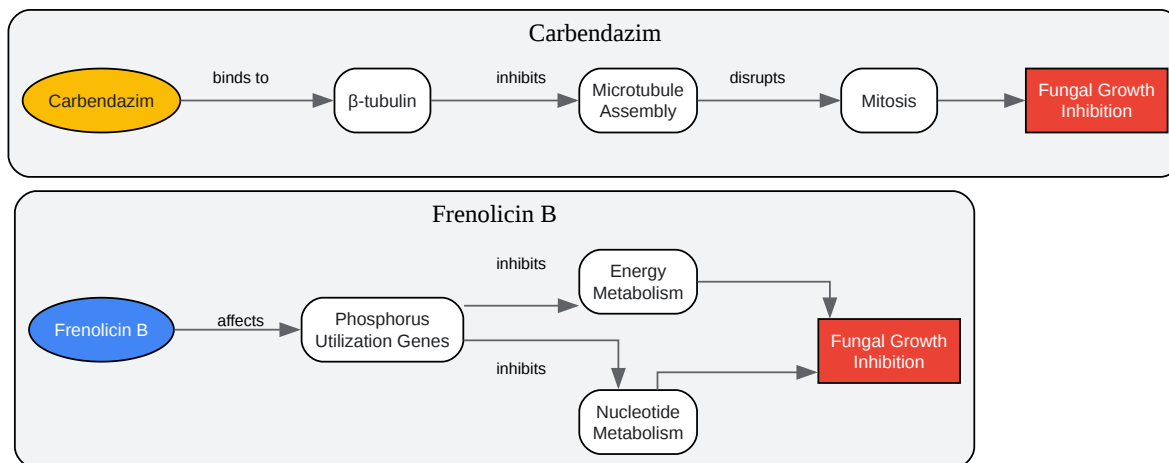 Carbendazim
Carbendazim
binds to
β-tubulin
inhibits
Microtubule
Assembly
disrupts
Mitosis
Fungal Growth
Inhibition
Frenolicin B
Frenolicin B
affects
Phosphorus
Utilization Genes
inhibits
Energy
Metabolism
inhibits
Nucleotide
Metabolism
Fungal Growth
Inhibition